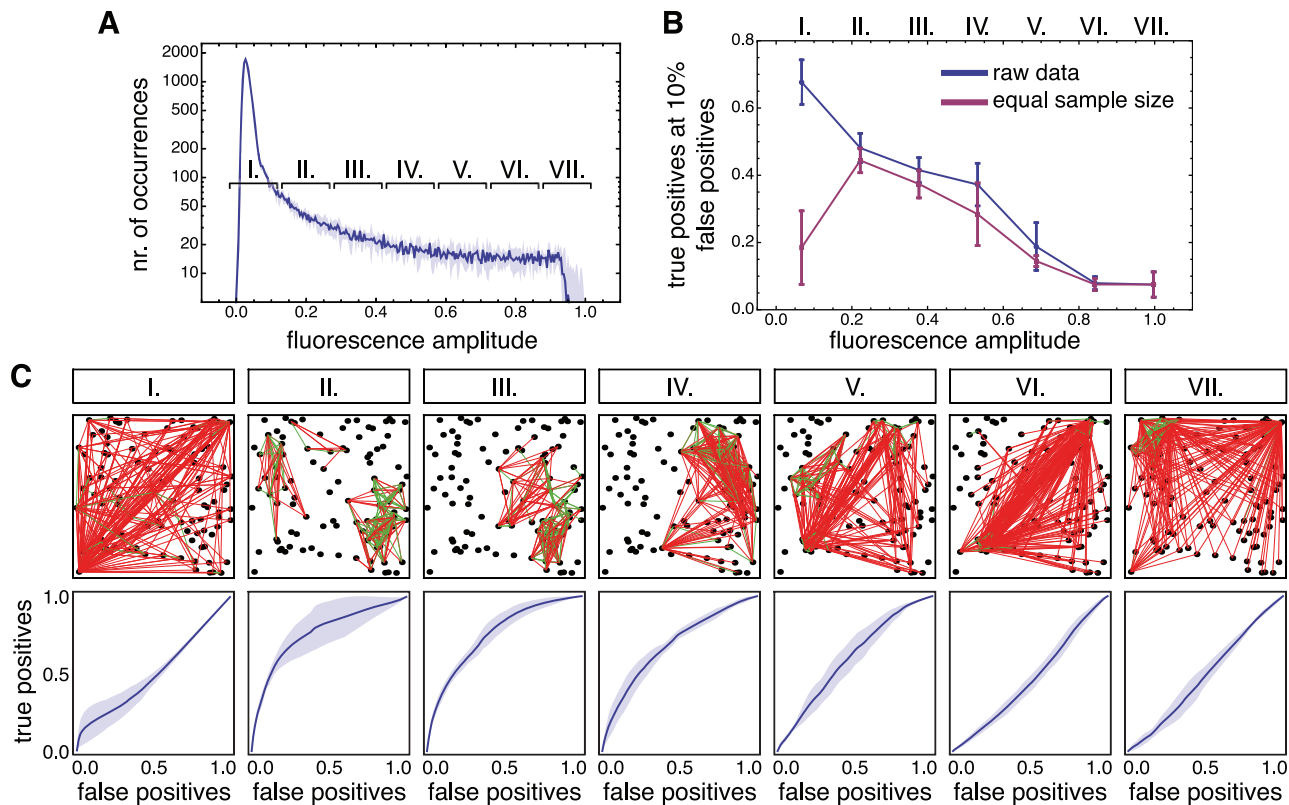 A
2000
1000
500
200
100
50
20
10
nr. of occurrences
I. II. III. IV. V. VI. VII.
0.0 0.2 0.4 0.6 0.8 1.0
fluorescence amplitude
B
I. II. III. IV. V. VI. VII.
0.8
0.6
0.4
0.2
0.0
true positives at 10%
false positives
raw data
equal sample size
0.0 0.2 0.4 0.6 0.8 1.0
fluorescence amplitude
C
I. II. III. IV. V. VI. VII.
1.0
0.5
0.0
true positives
0.0 0.5 1.0 0.0 0.5 1.0 0.0 0.5 1.0 0.0 0.5 1.0 0.0 0.5 1.0 0.0 0.5 1.0 0.0 0.5 1.0
false positives false positives false positives false positives false positives false positives false positives